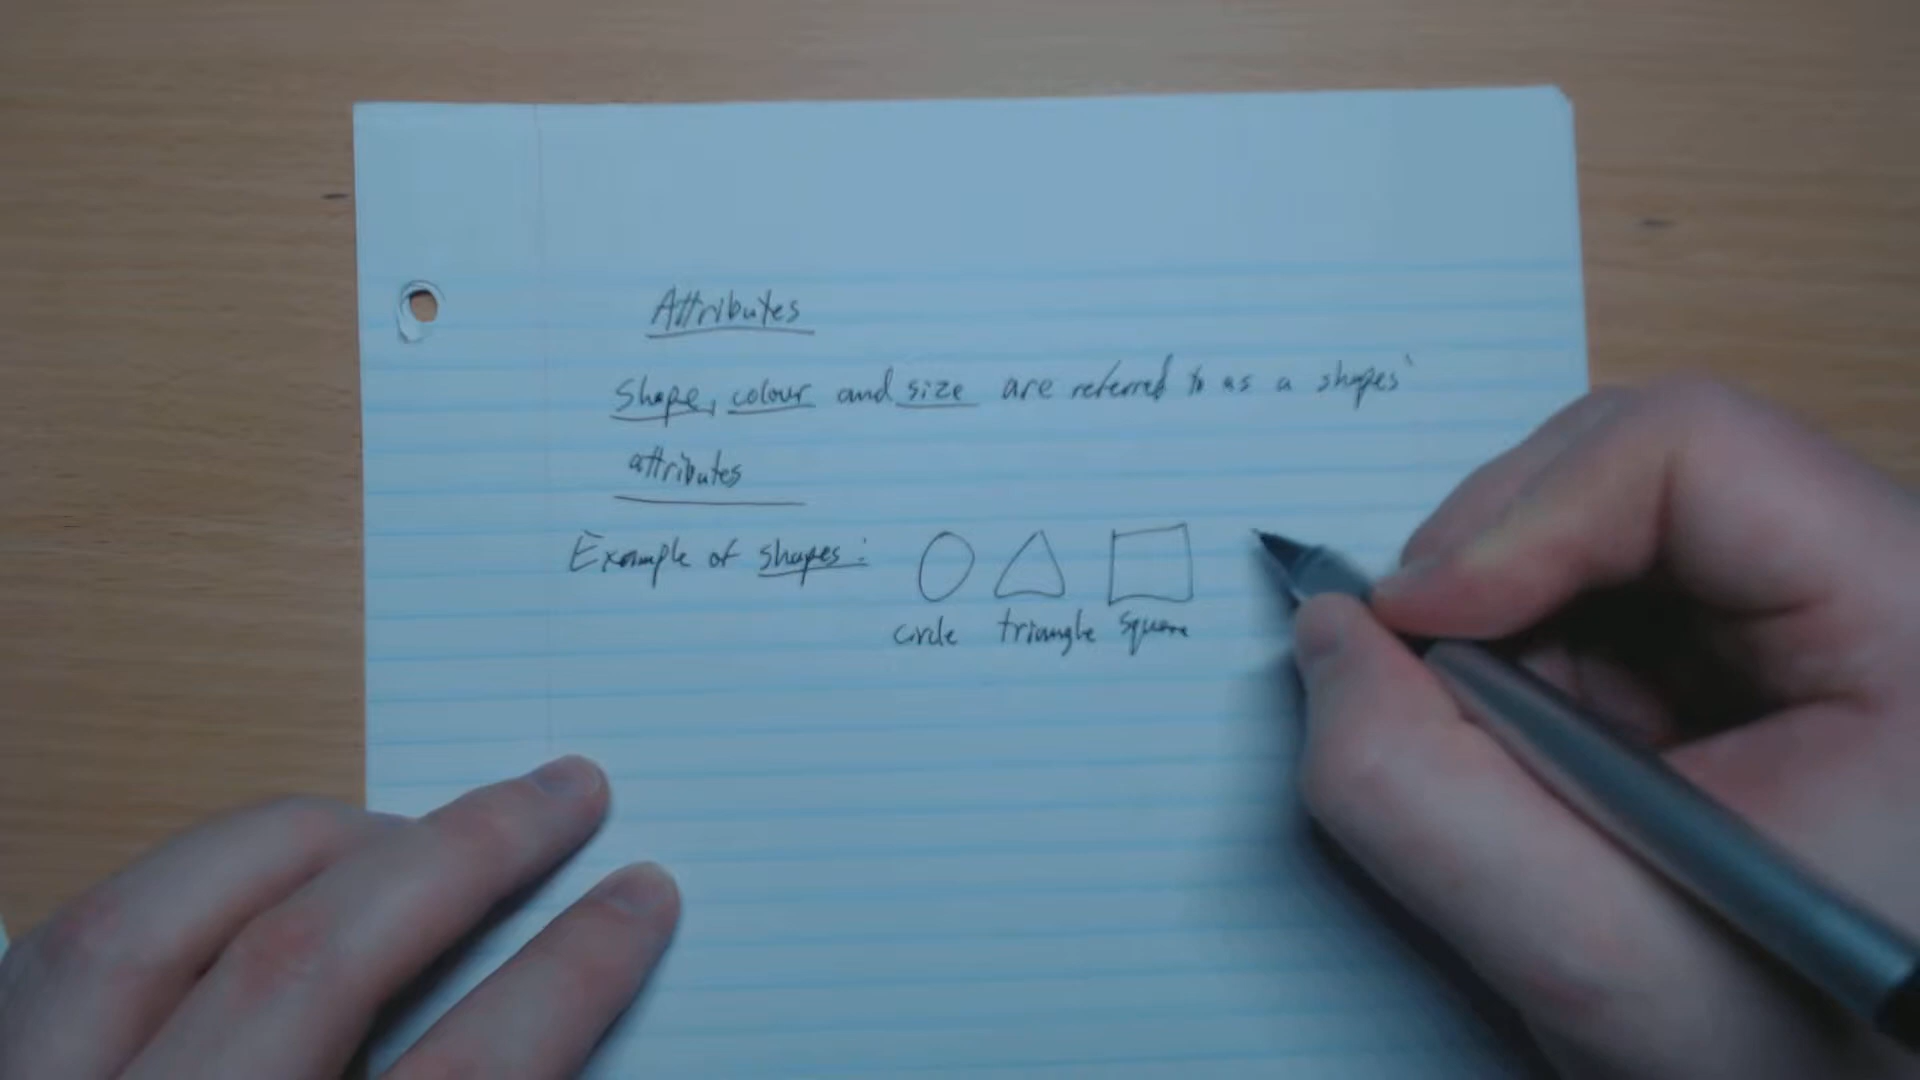 Attributes
Shape, colour and size are referred to as a shapes'
attributes
Example of shapes:
circle triangle square